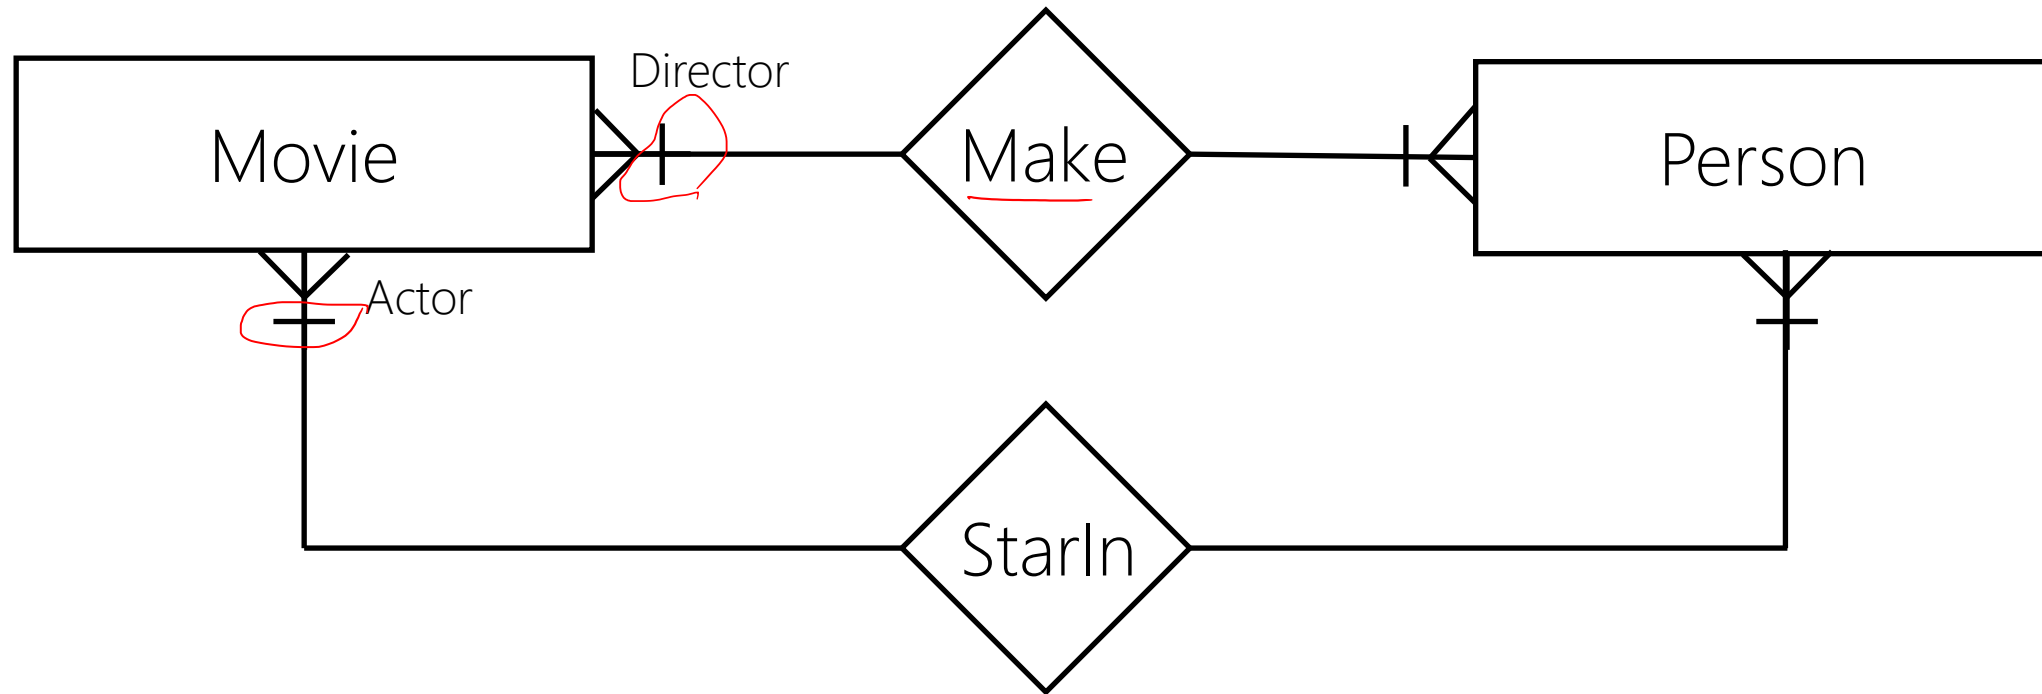 Director
Movie
Make
Person
Actor
StarIn